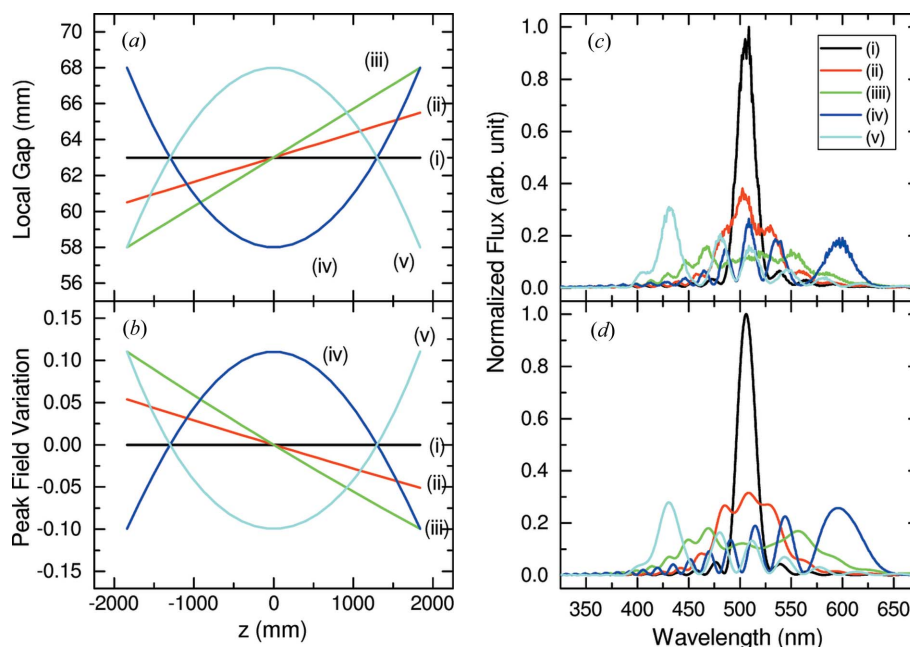 (a)
Local Gap (mm)
70
68
66
64
62
60
58
56
(iii)
(ii)
(i)
(iv)
(v)
(b)
Peak Field Variation
0.15
0.10
0.05
0.00
-0.05
-0.10
-0.15
(v)
(iv)
(i)
(ii)
(iii)
-2000
-1000
0
1000
2000
z (mm)
Normalized Flux (arb. unit)
(c)
1.0
0.8
0.6
0.4
0.2
0.0
(i)
(ii)
(iiii)
(iv)
(v)
(d)
1.0
0.8
0.6
0.4
0.2
0.0
350
400
450
500
550
600
650
Wavelength (nm)